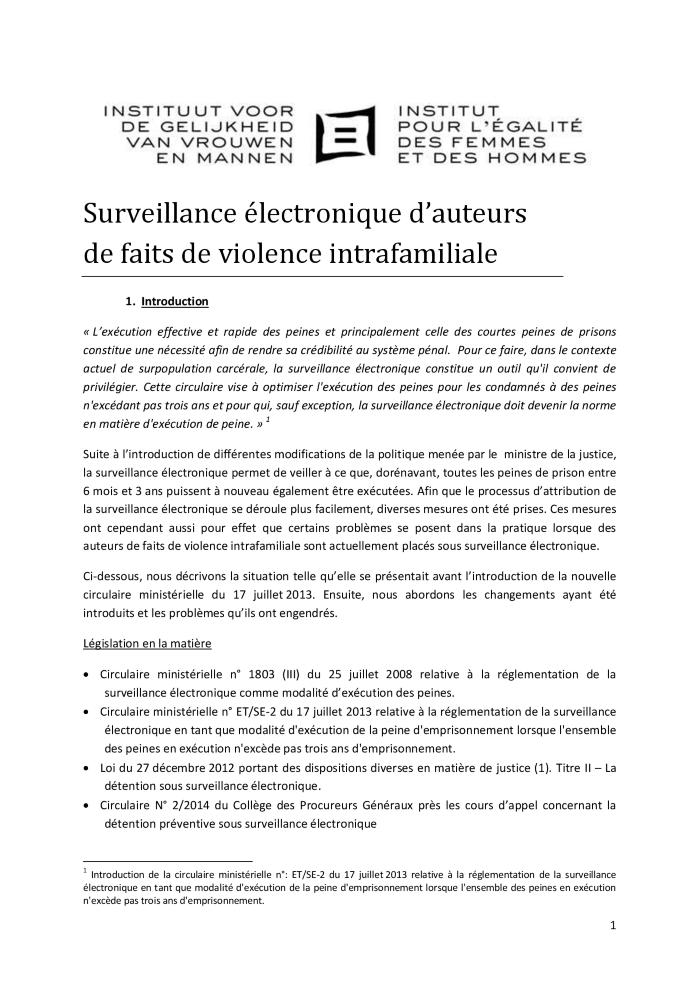 INSTITUUT VOOR
DE GELIJKHEID
VAN VROUWEN
EN MANNEN
INSTITUT
POUR L'ÉGALITÉ
DES FEMMES
ET DES HOMMES
Surveillance électronique d’auteurs
de faits de violence intrafamiliale
1. Introduction
« L’exécution effective et rapide des peines et principalement celle des courtes peines de prisons
constitue une nécessité afin de rendre sa crédibilité au système pénal. Pour ce faire, dans le contexte
actuel de surpopulation carcérale, la surveillance électronique constitue un outil qu'il convient de
privilégier. Cette circulaire vise à optimiser l'exécution des peines pour les condamnés à des peines
n'excédant pas trois ans et pour qui, sauf exception, la surveillance électronique doit devenir la norme
en matière d'exécution de peine. » 1
Suite à l’introduction de différentes modifications de la politique menée par le ministre de la justice,
la surveillance électronique permet de veiller à ce que, dorénavant, toutes les peines de prison entre
6 mois et 3 ans puissent à nouveau également être exécutées. Afin que le processus d’attribution de
la surveillance électronique se déroule plus facilement, diverses mesures ont été prises. Ces mesures
ont cependant aussi pour effet que certains problèmes se posent dans la pratique lorsque des
auteurs de faits de violence intrafamiliale sont actuellement placés sous surveillance électronique.
Ci-dessous, nous décrivons la situation telle qu’elle se présentait avant l’introduction de la nouvelle
circulaire ministérielle du 17 juillet 2013. Ensuite, nous abordons les changements ayant été
introduits et les problèmes qu’ils ont engendrés.
Législation en la matière
• Circulaire ministérielle n° 1803 (III) du 25 juillet 2008 relative à la réglementation de la
surveillance électronique comme modalité d’exécution des peines.
• Circulaire ministérielle n° ET/SE-2 du 17 juillet 2013 relative à la réglementation de la surveillance
électronique en tant que modalité d'exécution de la peine d'emprisonnement lorsque l'ensemble
des peines en exécution n'excède pas trois ans d'emprisonnement.
• Loi du 27 décembre 2012 portant des dispositions diverses en matière de justice (1). Titre II – La
détention sous surveillance électronique.
• Circulaire N° 2/2014 du Collège des Procureurs Généraux près les cours d’appel concernant la
détention préventive sous surveillance électronique
1 Introduction de la circulaire ministérielle n°: ET/SE-2 du 17 juillet 2013 relative à la réglementation de la surveillance
électronique en tant que modalité d'exécution de la peine d'emprisonnement lorsque l'ensemble des peines en exécution
n'excède pas trois ans d'emprisonnement.
1